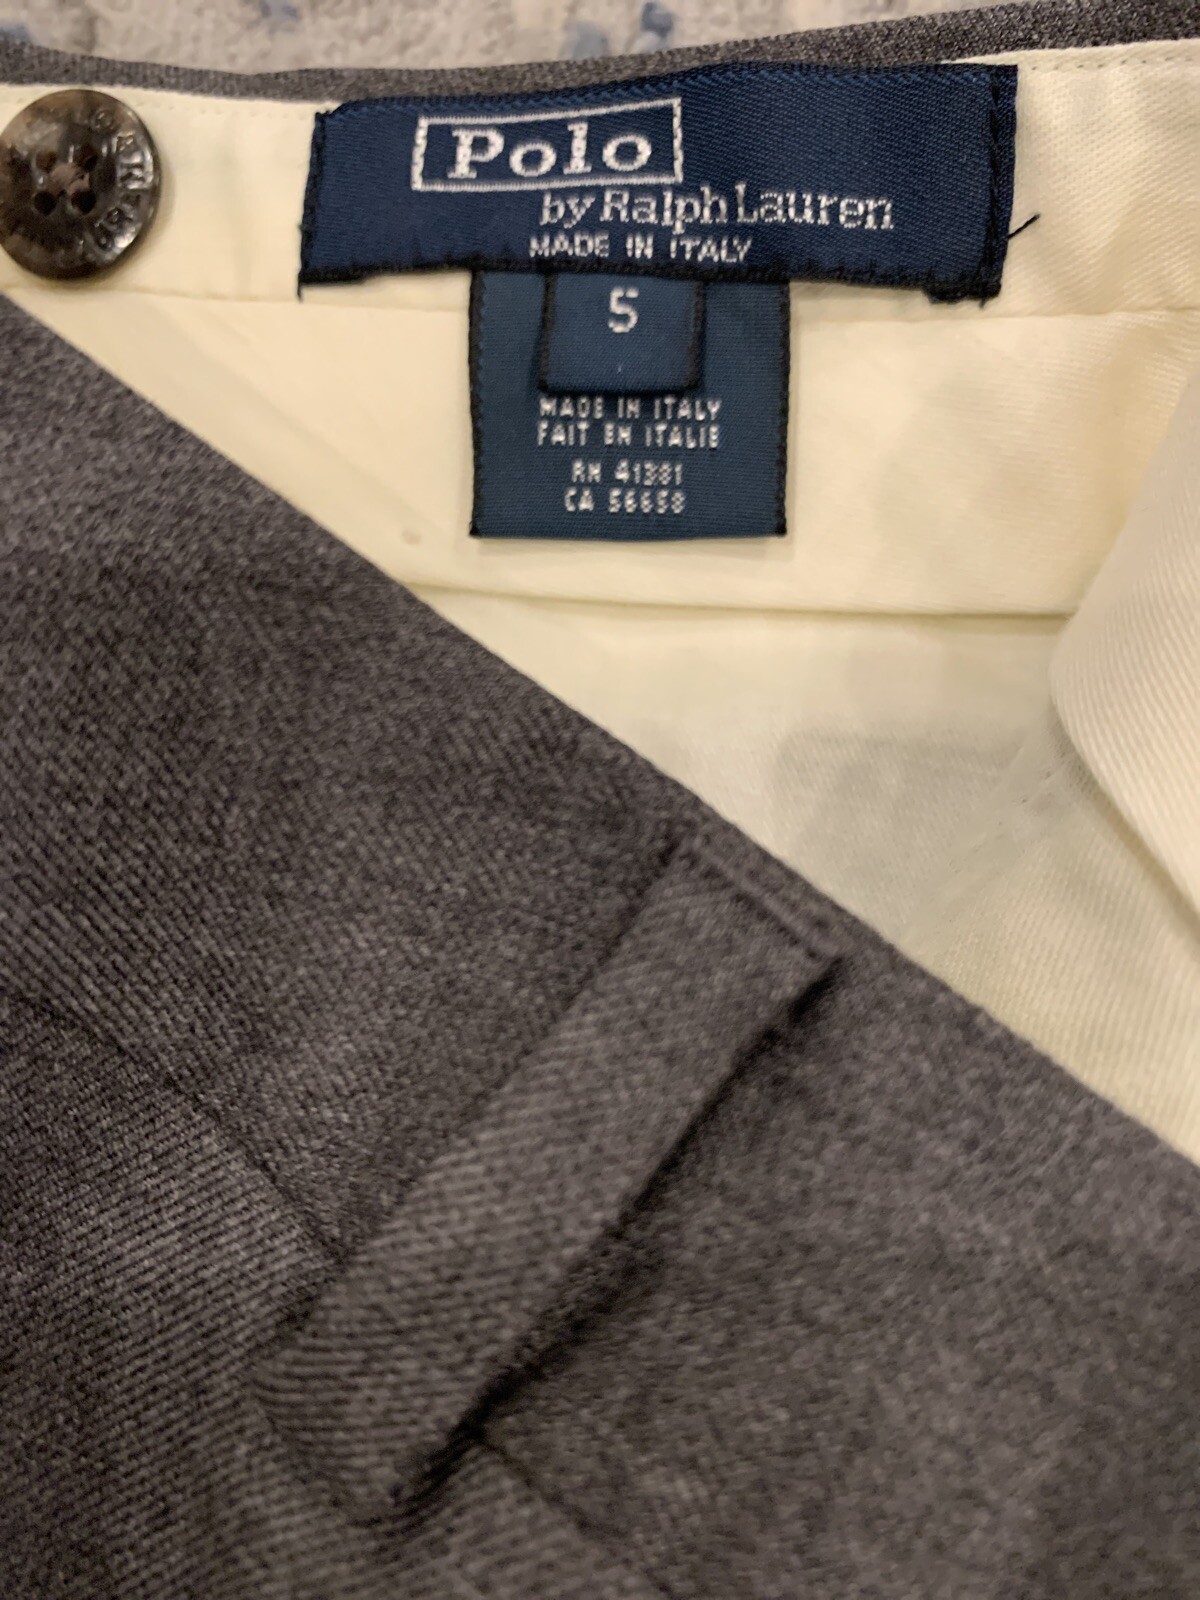 Polo
by Ralph Lauren
MADE IN ITALY
5
MADE IN ITALY
FAIT EN ITALIE
RN 41381
CA 56658